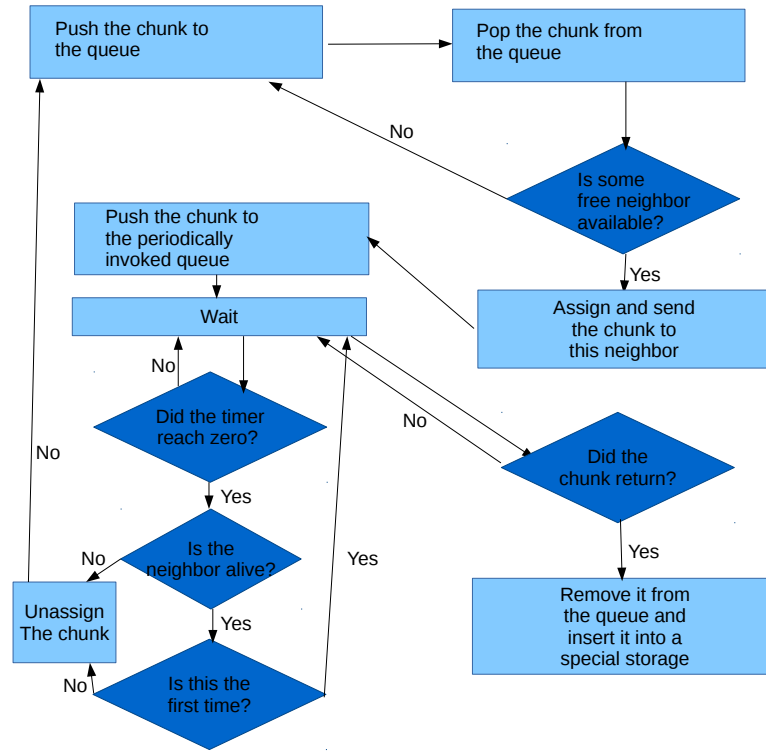 Push the chunk to
the queue
Pop the chunk from
the queue
No
Is some
free neighbor
available?
Yes
Push the chunk to
the periodically
invoked queue
Assign and send
the chunk to
this neighbor
Wait
No
Did the timer
reach zero?
No
Did the
chunk return?
No
Yes
Yes
Is the
neighbor alive?
No
Yes
Yes
Remove it from
the queue and
insert it into a
special storage
Unassign
The chunk
No
Is this the
first time?